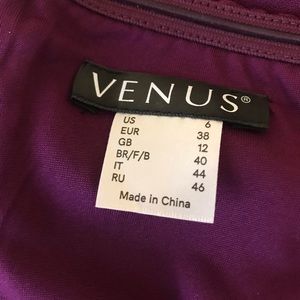 VENUS®
US 6
EUR 38
GB 12
BR/F/B 40
IT 44
RU 46
Made in China